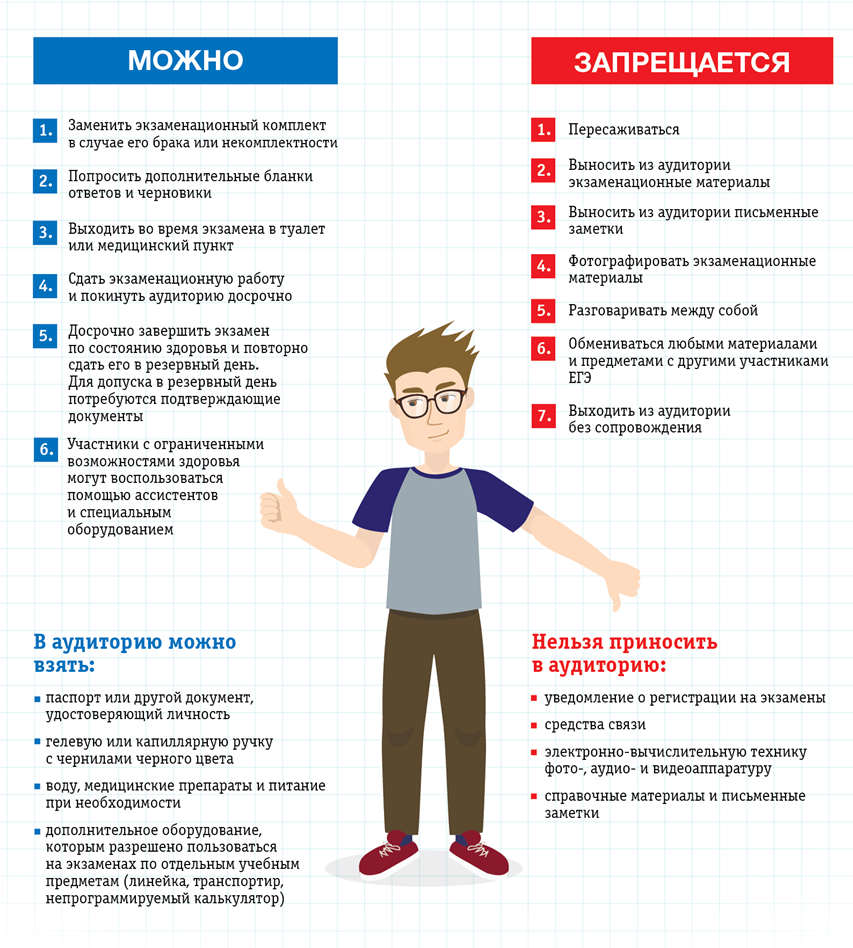 МОЖНО
1. Заменить экзаменационный комплект
в случае его брака или некомплектности
2. Попросить дополнительные бланки
ответов и черновики
3. Выходить во время экзамена в туалет
или медицинский пункт
4. Сдать экзаменационную работу
и покинуть аудиторию досрочно
5. Досрочно завершить экзамен
по состоянию здоровья и повторно
сдать его в резервный день.
Для допуска в резервный день
потребуются подтверждающие
документы
6. Участники с ограниченными
возможностями здоровья
могут воспользоваться
помощью ассистентов
и специальным
оборудованием
ЗАПРЕЩАЕТСЯ
1. Пересаживаться
2. Выносить из аудитории
экзаменационные материалы
3. Выносить из аудитории письменные
заметки
4. Фотографировать экзаменационные
материалы
5. Разговаривать между собой
6. Обмениваться любыми материалами
и предметами с другими участниками
ЕГЭ
7. Выходить из аудитории
без сопровождения
В аудиторию можно
взять:
паспорт или другой документ,
удостоверяющий личность
гелевую или капиллярную ручку
с чернилами черного цвета
воду, медицинские препараты и питание
при необходимости
дополнительное оборудование,
которым разрешено пользоваться
на экзаменах по отдельным учебным
предметам (линейка, транспортир,
непрограммируемый калькулятор)
Нельзя приносить
в аудиторию:
уведомление о регистрации на экзамены
средства связи
электронно-вычислительную технику
фото-, аудио- и видеоаппаратуру
справочные материалы и письменные
заметки